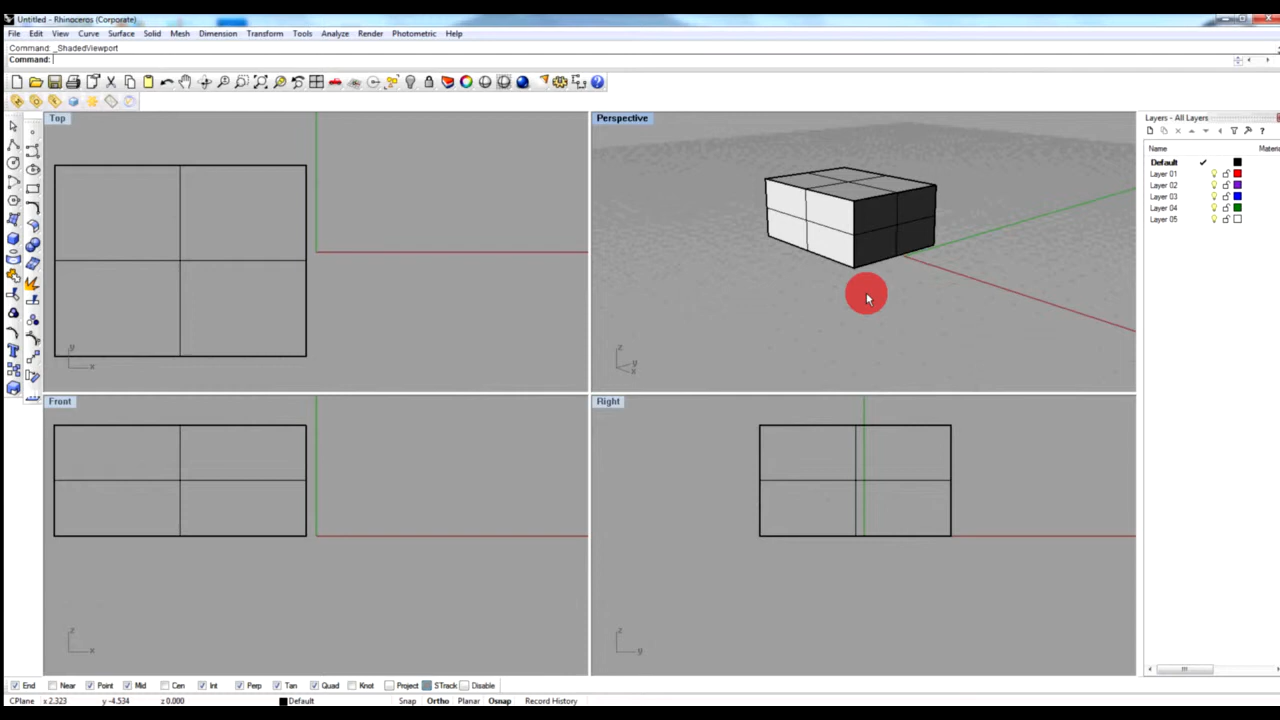 Untitled - Rhinoceros (Corporate)
File Edit View Curve Surface Solid Mesh Dimension Transform Tools Analyze Render Photometric Help
Command: _ShadedViewport
Command:
Top
Perspective
Layers - All Layers
Name Materia
Default
Layer 01
Layer 02
Layer 03
Layer 04
Layer 05
y
x
z
y
x
Front
Right
z
x
z
y
End Near Point Mid Cen Int Perp Tan Quad Knot Project STrack Disable
CPlane x 2.323 y -4.534 z 0.000 Default Snap Ortho Planar Osnap Record History